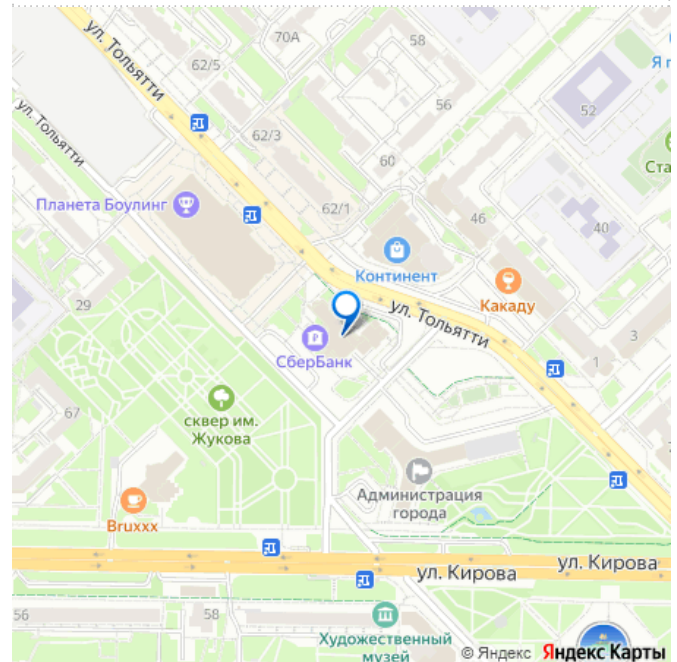 70А
58
ул. Тольятти
62/5
Я г
56
52
ул. Тольятти
62/3
60
Ста
Планета Боулинг
62/1
46
40
Континент
Какаду
29
ул. Тольятти
3
1
СберБанк
сквер им.
Жукова
67
Администрация
города
Bruxxx
ул. Кирова
ул. Кирова
56
58
Художественный
музей
© Яндекс Яндекс Карты